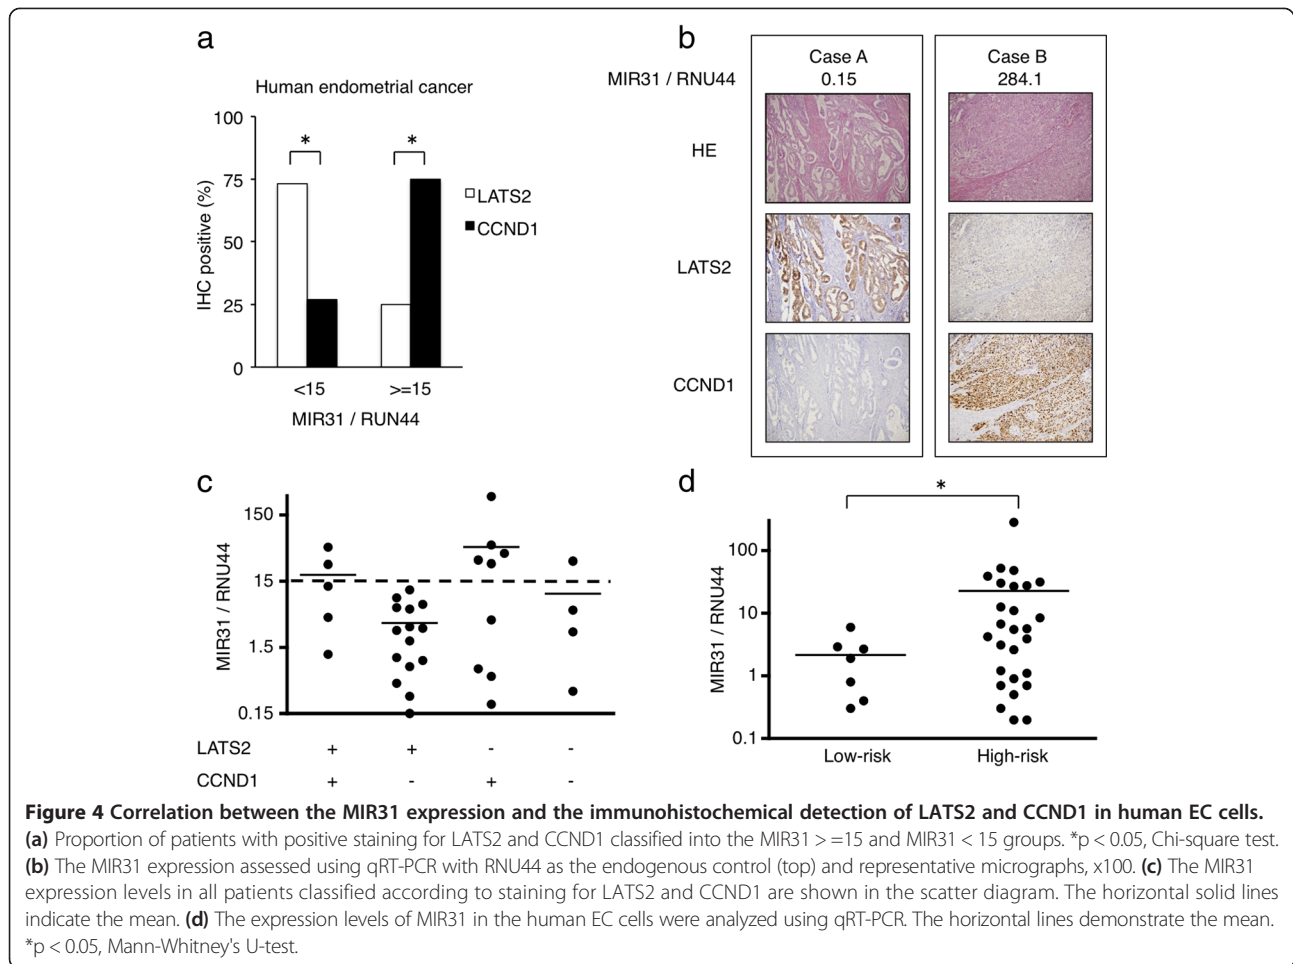 a
Human endometrial cancer
100
75
50
25
0
IHC positive (%)
*
*
LATS2
CCND1
<15
>=15
MIR31 / RUN44
b
MIR31 / RNU44
Case A
0.15
Case B
284.1
HE
LATS2
CCND1
c
150
15
1.5
0.15
MIR31 / RNU44
LATS2 + + - -
CCND1 + - + -
d
*
100
10
1
0.1
MIR31 / RNU44
Low-risk
High-risk
Figure 4 Correlation between the MIR31 expression and the immunohistochemical detection of LATS2 and CCND1 in human EC cells.
(a) Proportion of patients with positive staining for LATS2 and CCND1 classified into the MIR31 > =15 and MIR31 < 15 groups. *p < 0.05, Chi-square test.
(b) The MIR31 expression assessed using qRT-PCR with RNU44 as the endogenous control (top) and representative micrographs, x100. (c) The MIR31
expression levels in all patients classified according to staining for LATS2 and CCND1 are shown in the scatter diagram. The horizontal solid lines
indicate the mean. (d) The expression levels of MIR31 in the human EC cells were analyzed using qRT-PCR. The horizontal lines demonstrate the mean.
*p < 0.05, Mann-Whitney's U-test.